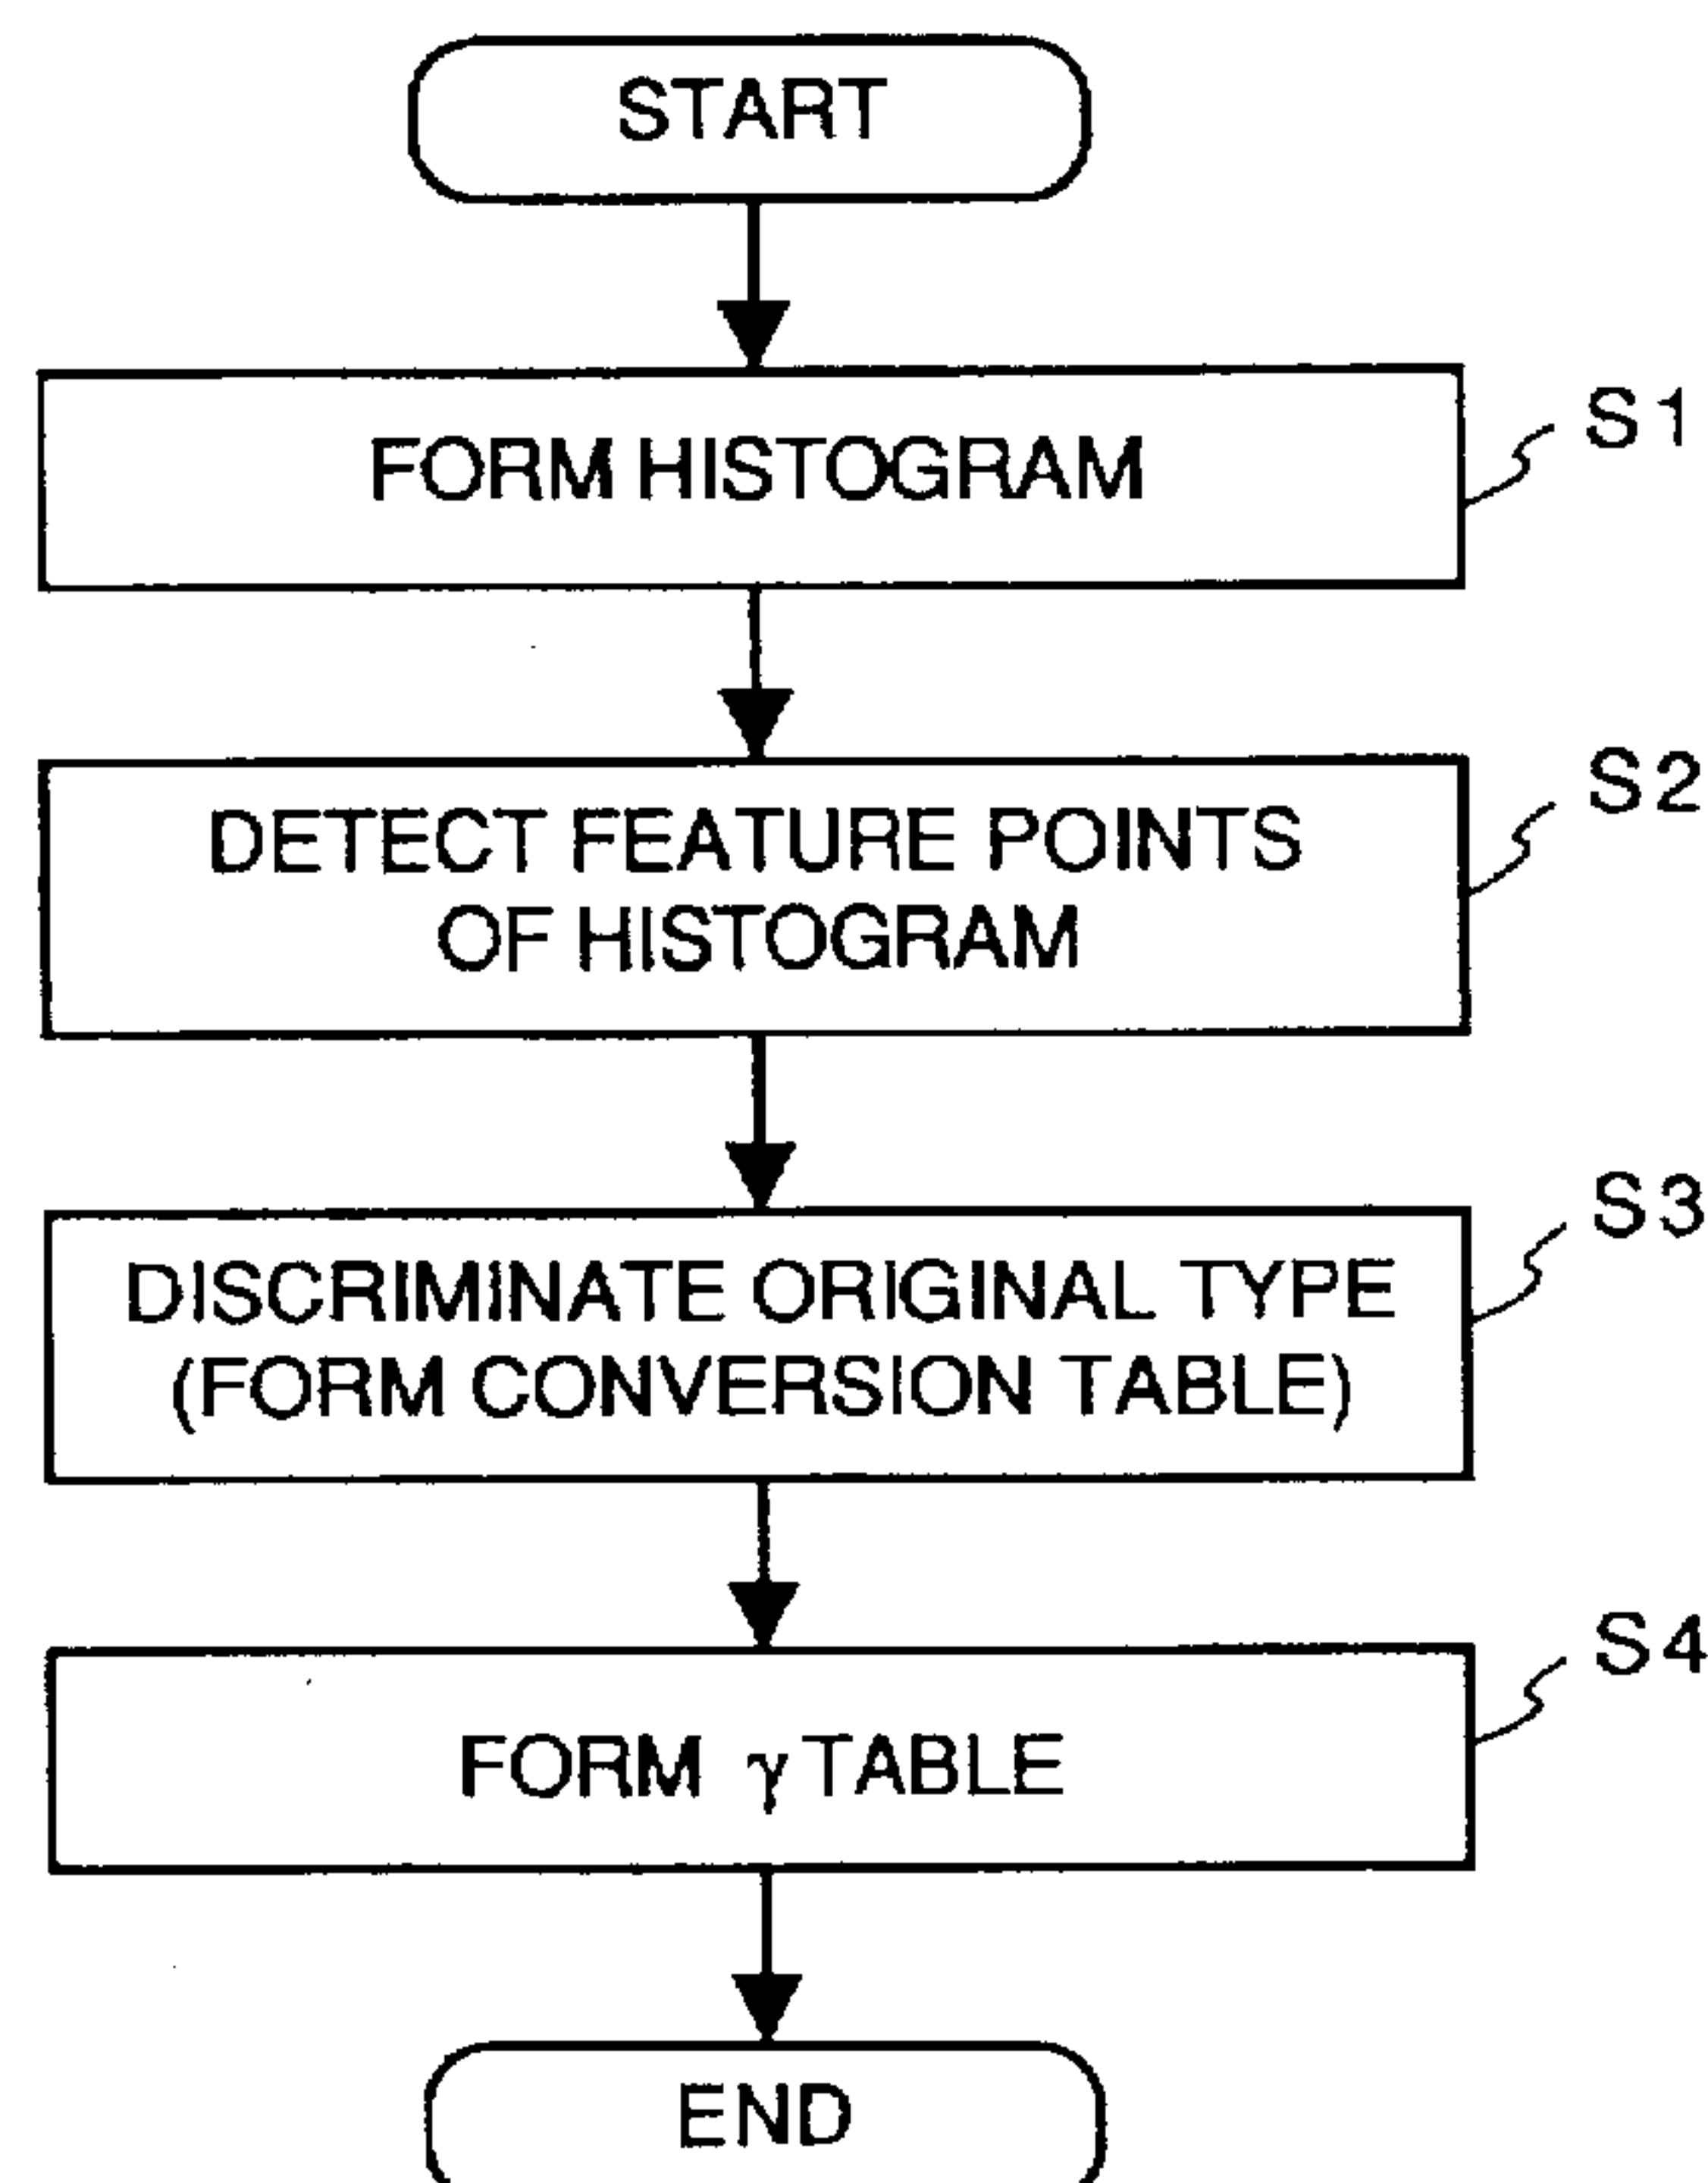 START
FORM HISTOGRAM
S1
DETECT FEATURE POINTS
OF HISTOGRAM
S2
DISCRIMINATE ORIGINAL TYPE
(FORM CONVERSION TABLE)
S3
FORM γ TABLE
S4
END